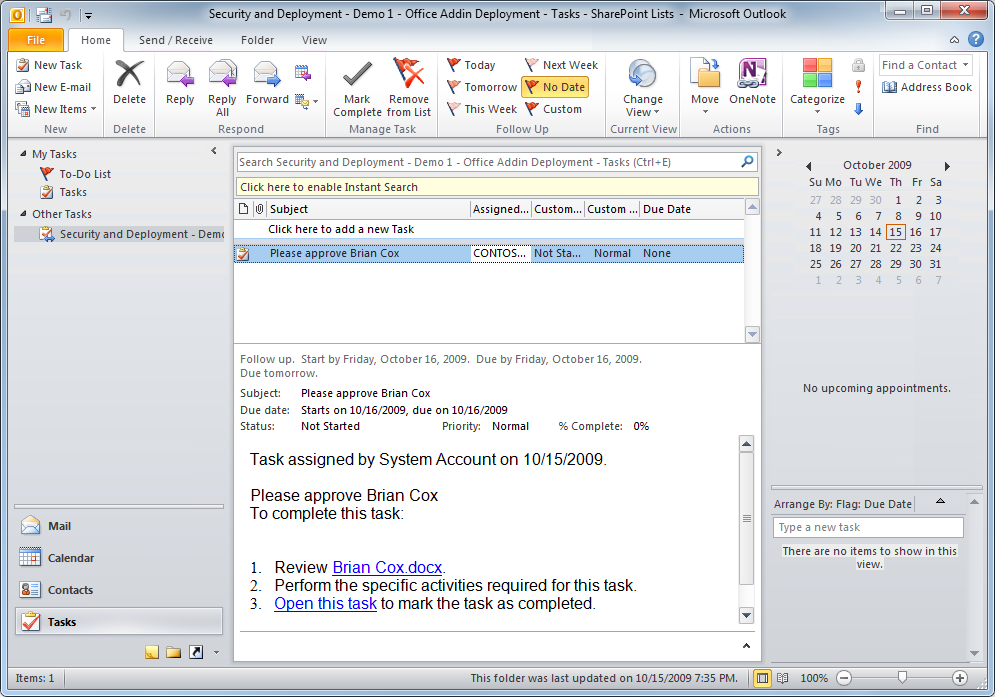 Security and Deployment - Demo 1 - Office Addin Deployment - Tasks - SharePoint Lists - Microsoft Outlook
File Home Send / Receive Folder View
New Task
New E-mail
New Items
New
Delete
Delete
Reply
Reply All
Forward
Respond
Mark Complete
Remove from List
Manage Task
Today
Tomorrow
This Week
Next Week
No Date
Custom
Follow Up
Change View
Current View
Move
OneNote
Actions
Categorize
Tags
Find a Contact
Address Book
Find
My Tasks
To-Do List
Tasks
Other Tasks
Security and Deployment - Demo
Mail
Calendar
Contacts
Tasks
Search Security and Deployment - Demo 1 - Office Addin Deployment - Tasks (Ctrl+E)
Click here to enable Instant Search
Subject Assigned... Custom... Custom ... Due Date
Click here to add a new Task
Please approve Brian Cox CONTOS... Not Sta... Normal None
Follow up. Start by Friday, October 16, 2009. Due by Friday, October 16, 2009.
Due tomorrow.
Subject: Please approve Brian Cox
Due date: Starts on 10/16/2009, due on 10/16/2009
Status: Not Started Priority: Normal % Complete: 0%
Task assigned by System Account on 10/15/2009.
Please approve Brian Cox
To complete this task:
1. Review Brian Cox.docx.
2. Perform the specific activities required for this task.
3. Open this task to mark the task as completed.
October 2009
Su Mo Tu We Th Fr Sa
27 28 29 30 1 2 3
4 5 6 7 8 9 10
11 12 13 14 15 16 17
18 19 20 21 22 23 24
25 26 27 28 29 30 31
1 2 3 4 5 6 7
No upcoming appointments.
Arrange By: Flag: Due Date
Type a new task
There are no items to show in this
view.
Items: 1
This folder was last updated on 10/15/2009 7:35 PM.
100%